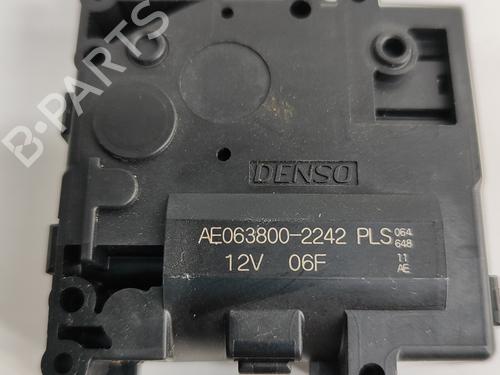 B-PARTS
DENSO
AE063800-2242 PLS 064
648
12V 06F 11
AE